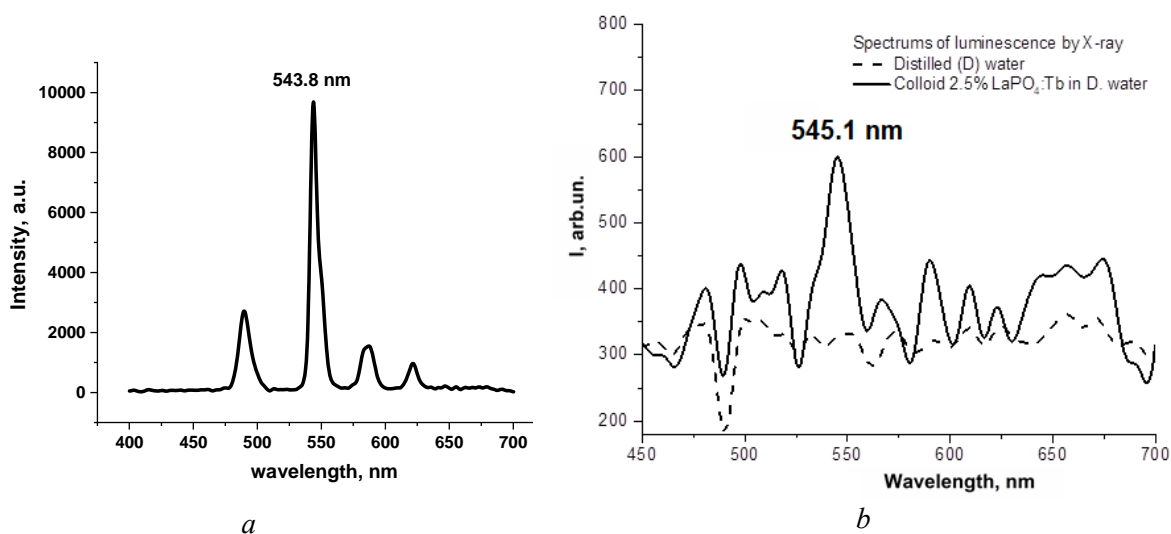 543.8 nm
10000
8000
6000
4000
2000
0
Intensity, a.u.
400 450 500 550 600 650 700
wavelength, nm
a
800
700
600
500
400
300
200
I, arb.un.
Spectrums of luminescence by X-ray
Distilled (D) water
Colloid 2.5% LaPO₄:Tb in D. water
545.1 nm
450 500 550 600 650 700
Wavelength, nm
b